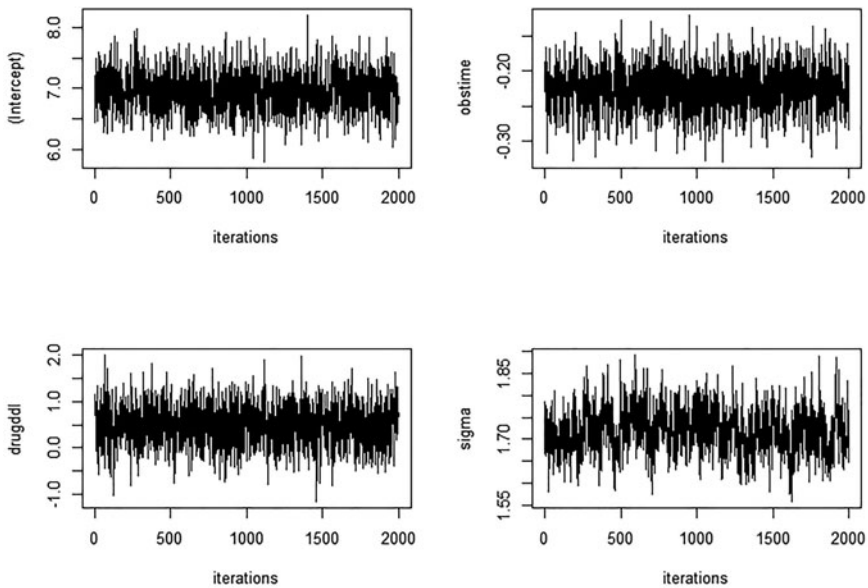 (Intercept)
8.0
7.0
6.0
0 500 1000 1500 2000
iterations
obstime
-0.20
-0.30
0 500 1000 1500 2000
iterations
drugddI
2.0
1.0
0.0
-1.0
0 500 1000 1500 2000
iterations
sigma
1.85
1.70
1.55
0 500 1000 1500 2000
iterations